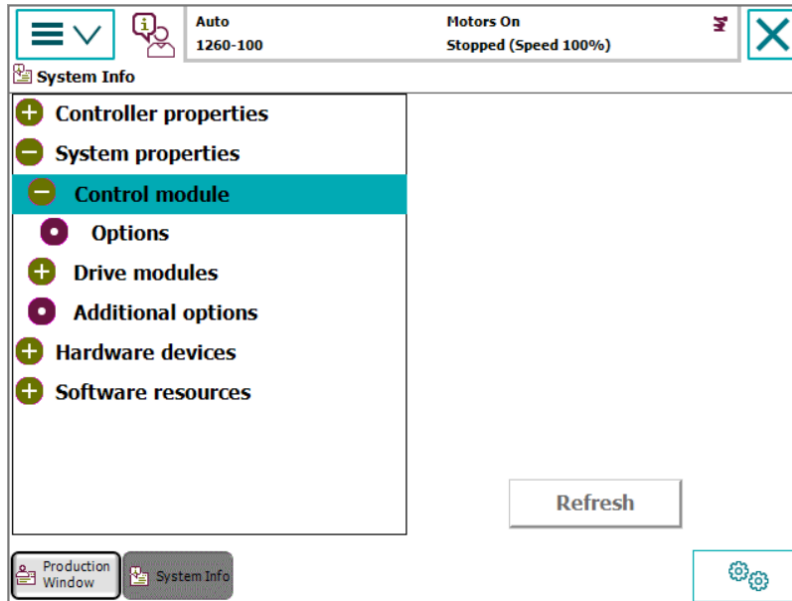 Auto
Motors On
1260-100
Stopped (Speed 100%)
System Info
Controller properties
System properties
Control module
Options
Drive modules
Additional options
Hardware devices
Software resources
Refresh
Production
Window
System Info